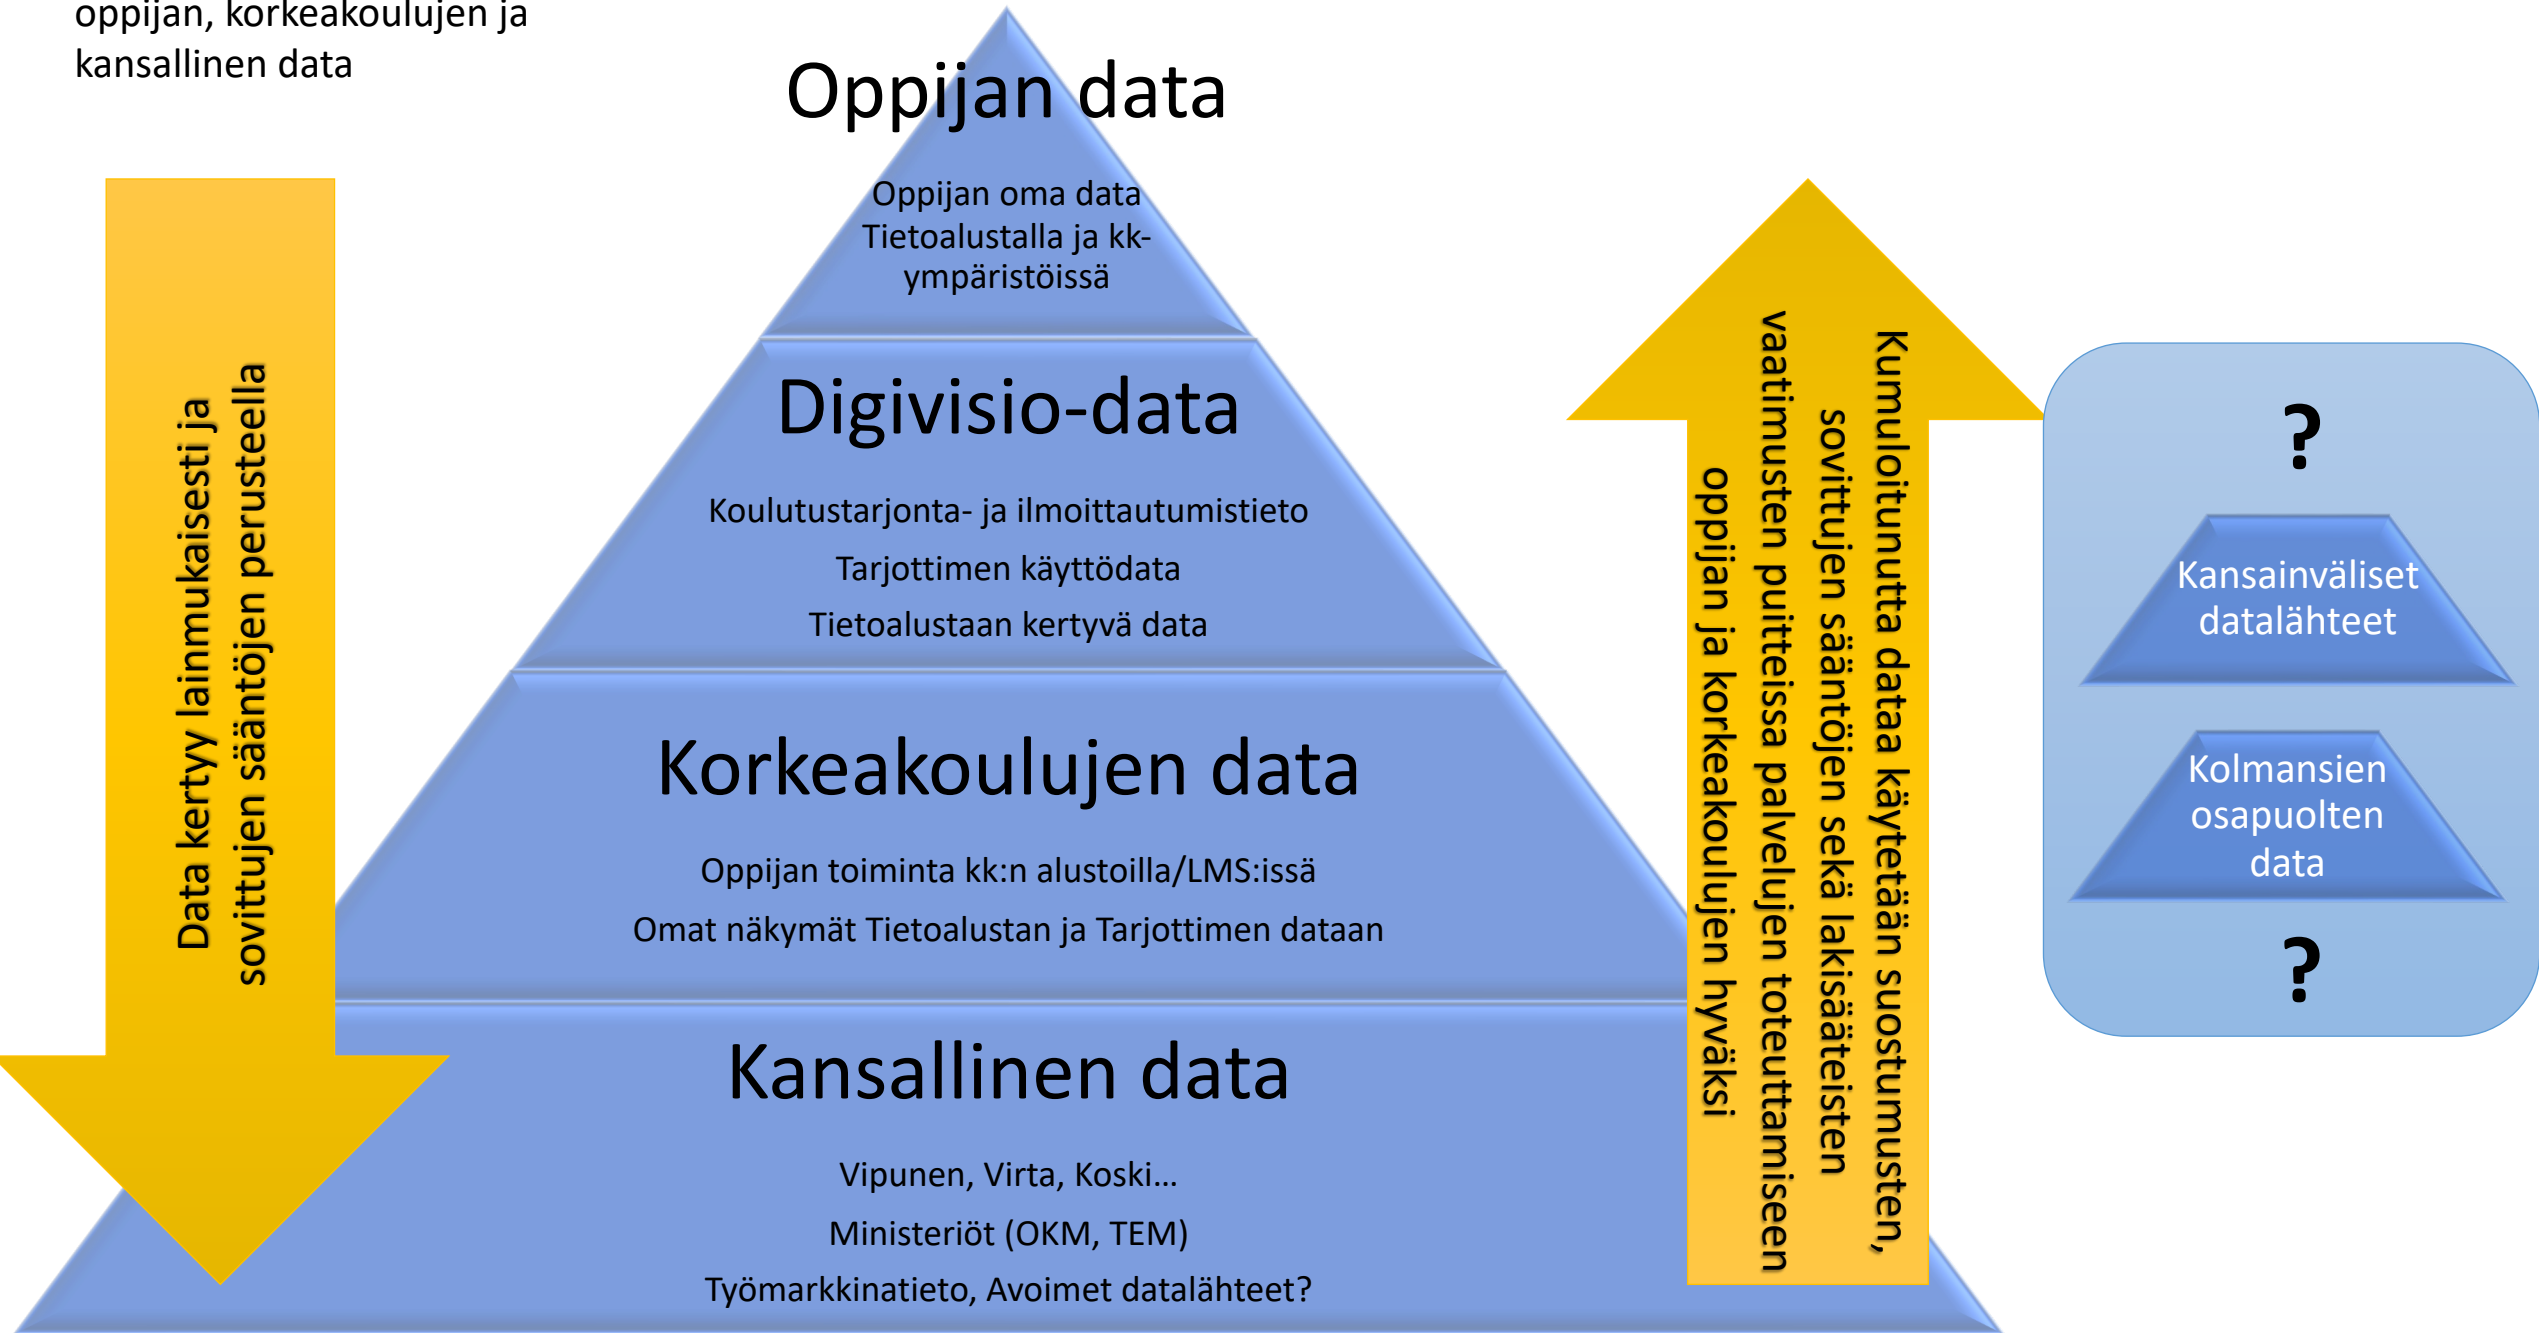 oppijan, korkeakoulujen ja
kansallinen data
Oppijan data
Oppijan oma data
Tietoalustalla ja kk-
ympäristöissä
Digivisio-data
Koulutustarjonta- ja ilmoittautumistieto
Tarjottimen käyttödata
Tietoalustaan kertyvä data
Korkeakoulujen data
Oppijan toiminta kk:n alustoilla/LMS:issä
Omat näkymät Tietoalustan ja Tarjottimen dataan
Kansallinen data
Vipunen, Virta, Koski...
Ministeriöt (OKM, TEM)
Työmarkkinatieto, Avoimet datalähteet?
Data kertyy lainmukaisesti ja
sovittujen sääntöjen perusteella
Kumuloitunutta dataa käytetään suostumusten,
sovittujen sääntöjen sekä lakisääteisten
vaatimusten puitteissa palvelujen toteuttamiseen
oppijan ja korkeakoulujen hyväksi
?
Kansainväliset
datalähteet
Kolmansien
osapuolten
data
?